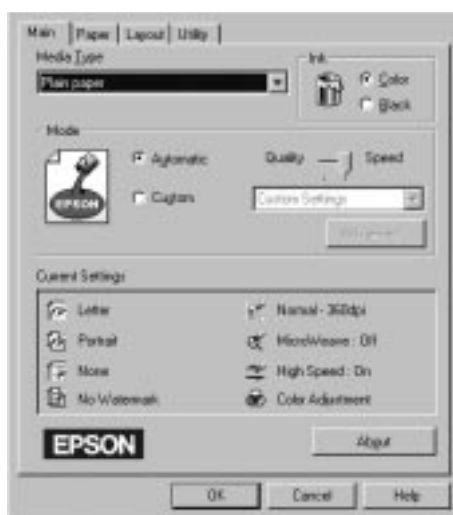 Main Paper Layout Utility
Media Type
Plain paper
Ink
Color
Black
Mode
EPSON
Automatic
Custom
Quality Speed
Custom Settings
Current Settings
Letter
Normal - 360dpi
Portrait
MicroWeave : Off
None
High Speed : On
No Watermark
Color Adjustment
EPSON
About
OK Cancel Help